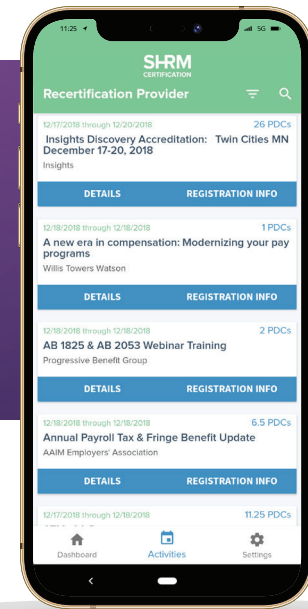 11:25
5G
SHRM
CERTIFICATION
Recertification Provider
12/17/2018 through 12/20/2018
26 PDCs
Insights Discovery Accreditation: Twin Cities MN
December 17-20, 2018
Insights
DETAILS
REGISTRATION INFO
12/18/2018 through 12/18/2018
1 PDCs
A new era in compensation: Modernizing your pay
programs
Willis Towers Watson
DETAILS
REGISTRATION INFO
12/18/2018 through 12/18/2018
2 PDCs
AB 1825 & AB 2053 Webinar Training
Progressive Benefit Group
DETAILS
REGISTRATION INFO
12/18/2018 through 12/18/2018
6.5 PDCs
Annual Payroll Tax & Fringe Benefit Update
AAIM Employers' Association
DETAILS
REGISTRATION INFO
12/17/2018 through 12/18/2018
11.25 PDCs
Dashboard
Activities
Settings